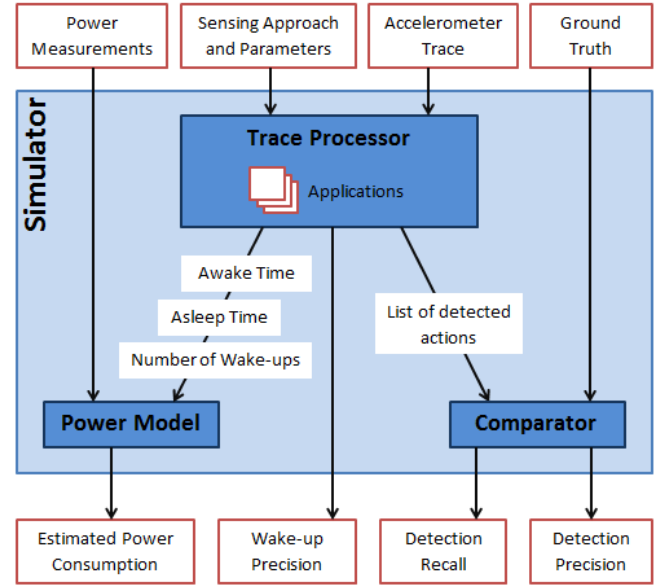 Power
Measurements
Sensing Approach
and Parameters
Accelerometer
Trace
Ground
Truth
Simulator
Trace Processor
Applications
Awake Time
Asleep Time
Number of Wake-ups
List of detected
actions
Power Model
Comparator
Estimated Power
Consumption
Wake-up
Precision
Detection
Recall
Detection
Precision